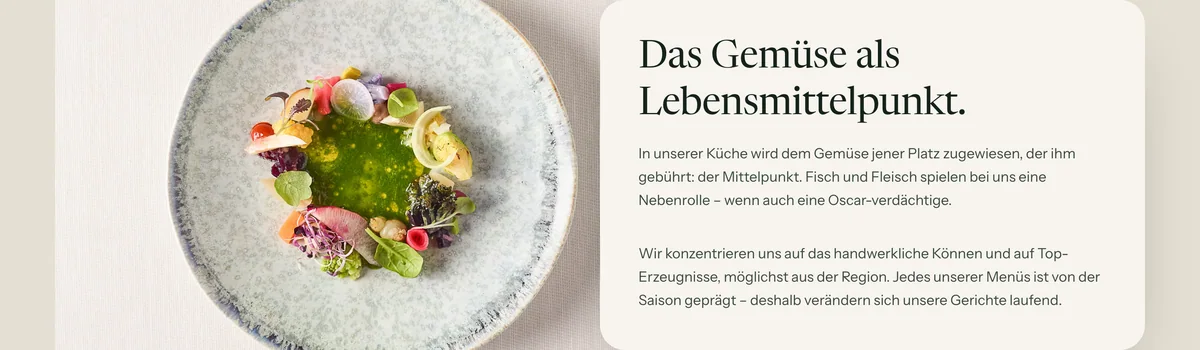 Das Gemüse als
Lebensmittelpunkt.
In unserer Küche wird dem Gemüse jener Platz zugewiesen, der ihm
gebührt: der Mittelpunkt. Fisch und Fleisch spielen bei uns eine
Nebenrolle – wenn auch eine Oscar-verdächtige.
Wir konzentrieren uns auf das handwerkliche Können und auf Top-
Erzeugnisse, möglichst aus der Region. Jedes unserer Menüs ist von der
Saison geprägt – deshalb verändern sich unsere Gerichte laufend.